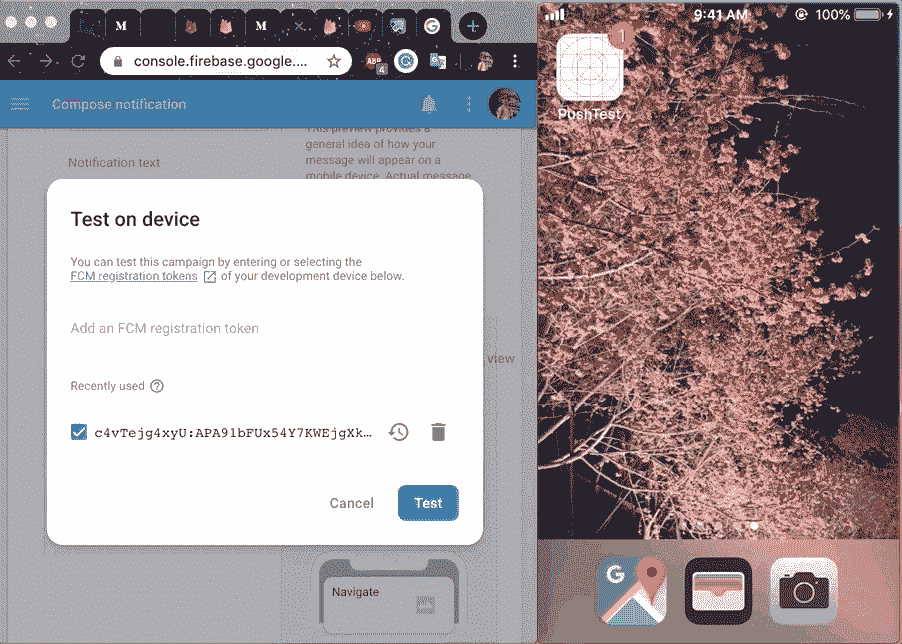 M
M
G
console.firebase.google....
ABP
4
G
Compose notification
This preview provides a
general idea of how your
message will appear on a
mobile device. Actual message
Notification text
Test on device
You can test this campaign by entering or selecting the
FCM registration tokens of your development device below.
Add an FCM registration token
view
Recently used ?
c4vTejg4xyU:APA91bFUx54Y7KWEjgXk...
Cancel
Test
Navigate
9:41 AM
100%
1
PushTest
G